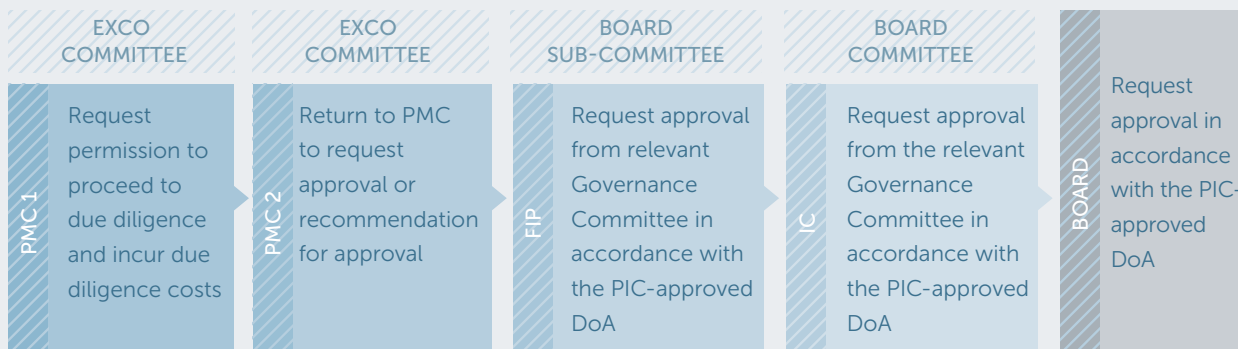 EXCO
COMMITTEE
PMC 1
Request
permission to
proceed to
due diligence
and incur due
diligence costs
EXCO
COMMITTEE
PMC 2
Return to PMC
to request
approval or
recommendation
for approval
BOARD
SUB-COMMITTEE
FIP
Request approval
from relevant
Governance
Committee in
accordance with
the PIC-approved
DoA
BOARD
COMMITTEE
IC
Request approval
from the relevant
Governance
Committee in
accordance with
the PIC-approved
DoA
BOARD
Request
approval in
accordance
with the PIC-
approved
DoA